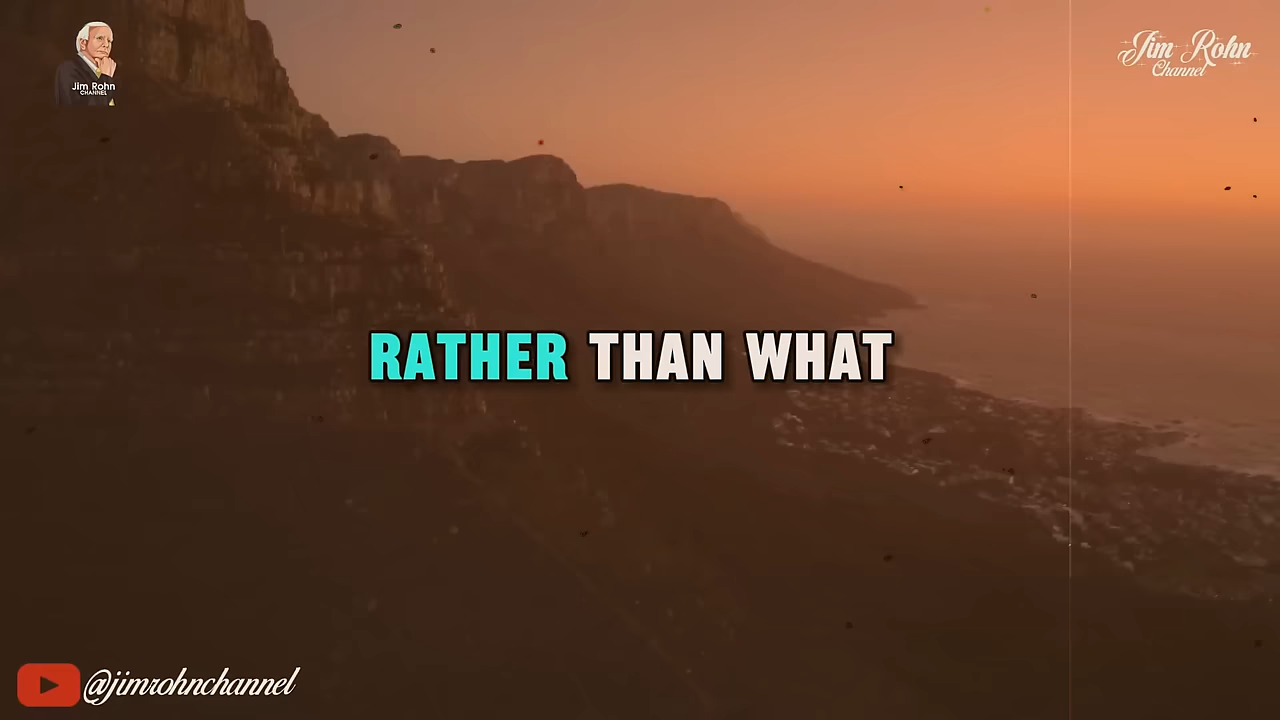 Jim Rohn
CHANNEL
Jim Rohn
Channel
RATHER THAN WHAT
@jimrohnchannel